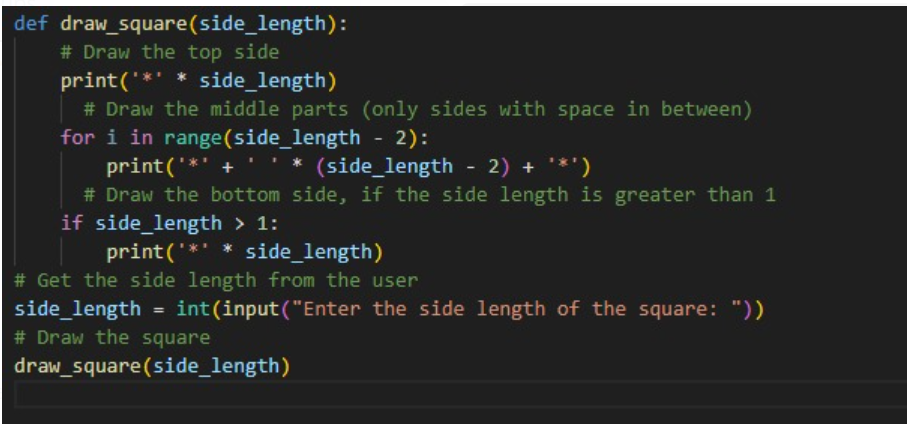 def draw_square(side_length):
    # Draw the top side
    print('*' * side_length)
      # Draw the middle parts (only sides with space in between)
    for i in range(side_length - 2):
        print('*' + ' ' * (side_length - 2) + '*')
      # Draw the bottom side, if the side length is greater than 1
    if side_length > 1:
        print('*' * side_length)
# Get the side length from the user
side_length = int(input("Enter the side length of the square: "))
# Draw the square
draw_square(side_length)